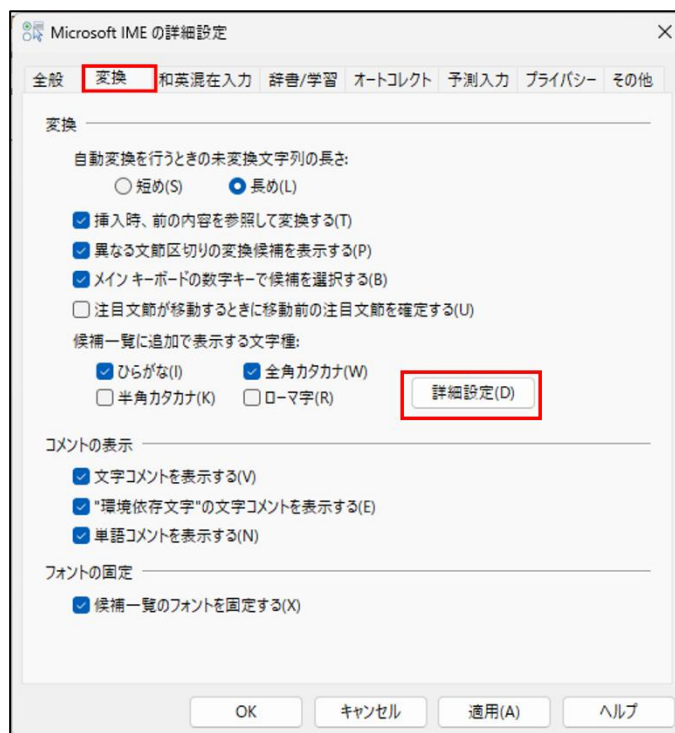 Microsoft IME の詳細設定
全般 変換 和英混在入力 辞書/学習 オートコレクト 予測入力 プライバシー その他
変換
自動変換を行うときの未変換文字列の長さ:
短め(S) 長め(L)
挿入時、前の内容を参照して変換する(T)
異なる文節区切りの変換候補を表示する(P)
メイン キーボードの数字キーで候補を選択する(B)
注目文節が移動するときに移動前の注目文節を確定する(U)
候補一覧に追加で表示する文字種:
ひらがな(I) 全角カタカナ(W)
半角カタカナ(K) ローマ字(R) 詳細設定(D)
コメントの表示
文字コメントを表示する(V)
"環境依存文字"の文字コメントを表示する(E)
単語コメントを表示する(N)
フォントの固定
候補一覧のフォントを固定する(X)
OK キャンセル 適用(A) ヘルプ